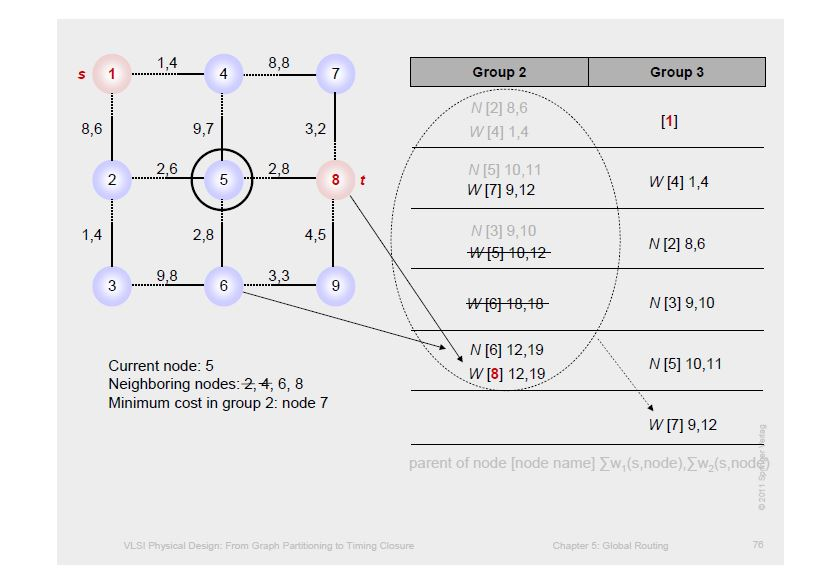 1,4 8,8
s 1 4 7
8,6 9,7 3,2
2,6 2,8
2 5 8 t
1,4 2,8 4,5
9,8 3,3
3 6 9
Current node: 5
Neighboring nodes: 2, 4, 6, 8
Minimum cost in group 2: node 7
Group 2 Group 3
N [2] 8,6
W [4] 1,4
[1]
N [5] 10,11
W [7] 9,12
W [4] 1,4
N [3] 9,10
W [5] 10,12
N [2] 8,6
W [6] 18,18
N [3] 9,10
N [6] 12,19
W [8] 12,19
N [5] 10,11
W [7] 9,12
parent of node [node name] ∑w1(s,node),∑w2(s,node)
© 2011 Springer Verlag
VLSI Physical Design: From Graph Partitioning to Timing Closure Chapter 5: Global Routing 76